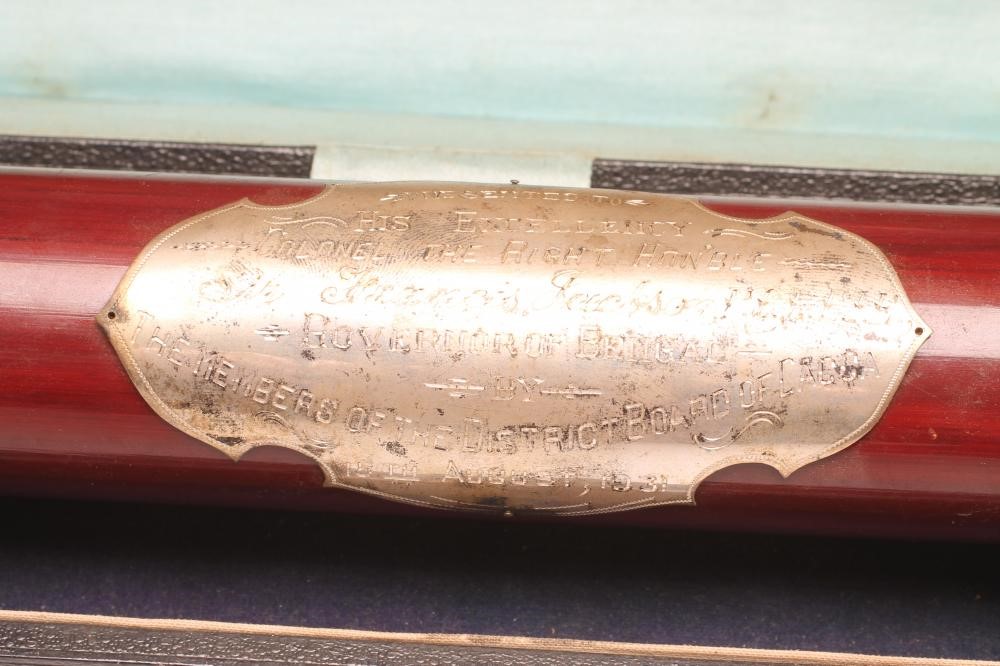 PRESENTED TO
HIS EXCELLENCY
COLONEL THE RIGHT HON'BLE
Sir Francis Jackson
GOVERNOR OF BENGAL
BY
THE MEMBERS OF THE DISTRICT BOARD OF
AUGUST, 1931